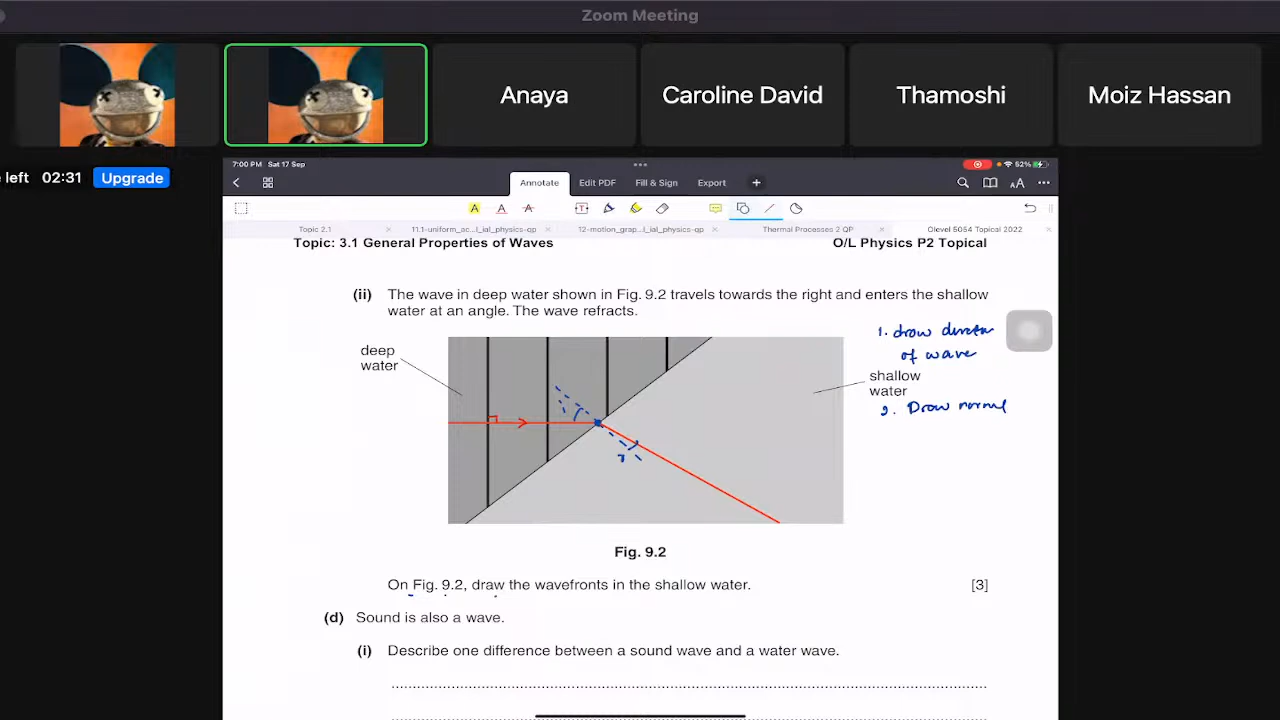 Zoom Meeting
Anaya
Caroline David
Thamoshi
Moiz Hassan
left 02:31 Upgrade
7:00 PM Sat 17 Sep
52%
Annotate Edit PDF Fill & Sign Export
Topic 2.1 11.1-uniform_ac...l_ial_physics-qp 12-motion_grap...l_ial_physics-qp Thermal Processes 2 QP Olevel 5054 Topical 2022
Topic: 3.1 General Properties of Waves O/L Physics P2 Topical
(ii) The wave in deep water shown in Fig. 9.2 travels towards the right and enters the shallow
water at an angle. The wave refracts.
1. draw
of wave
deep
water
shallow
water
2. Draw normal
Fig. 9.2
On Fig. 9.2, draw the wavefronts in the shallow water. [3]
(d) Sound is also a wave.
(i) Describe one difference between a sound wave and a water wave.